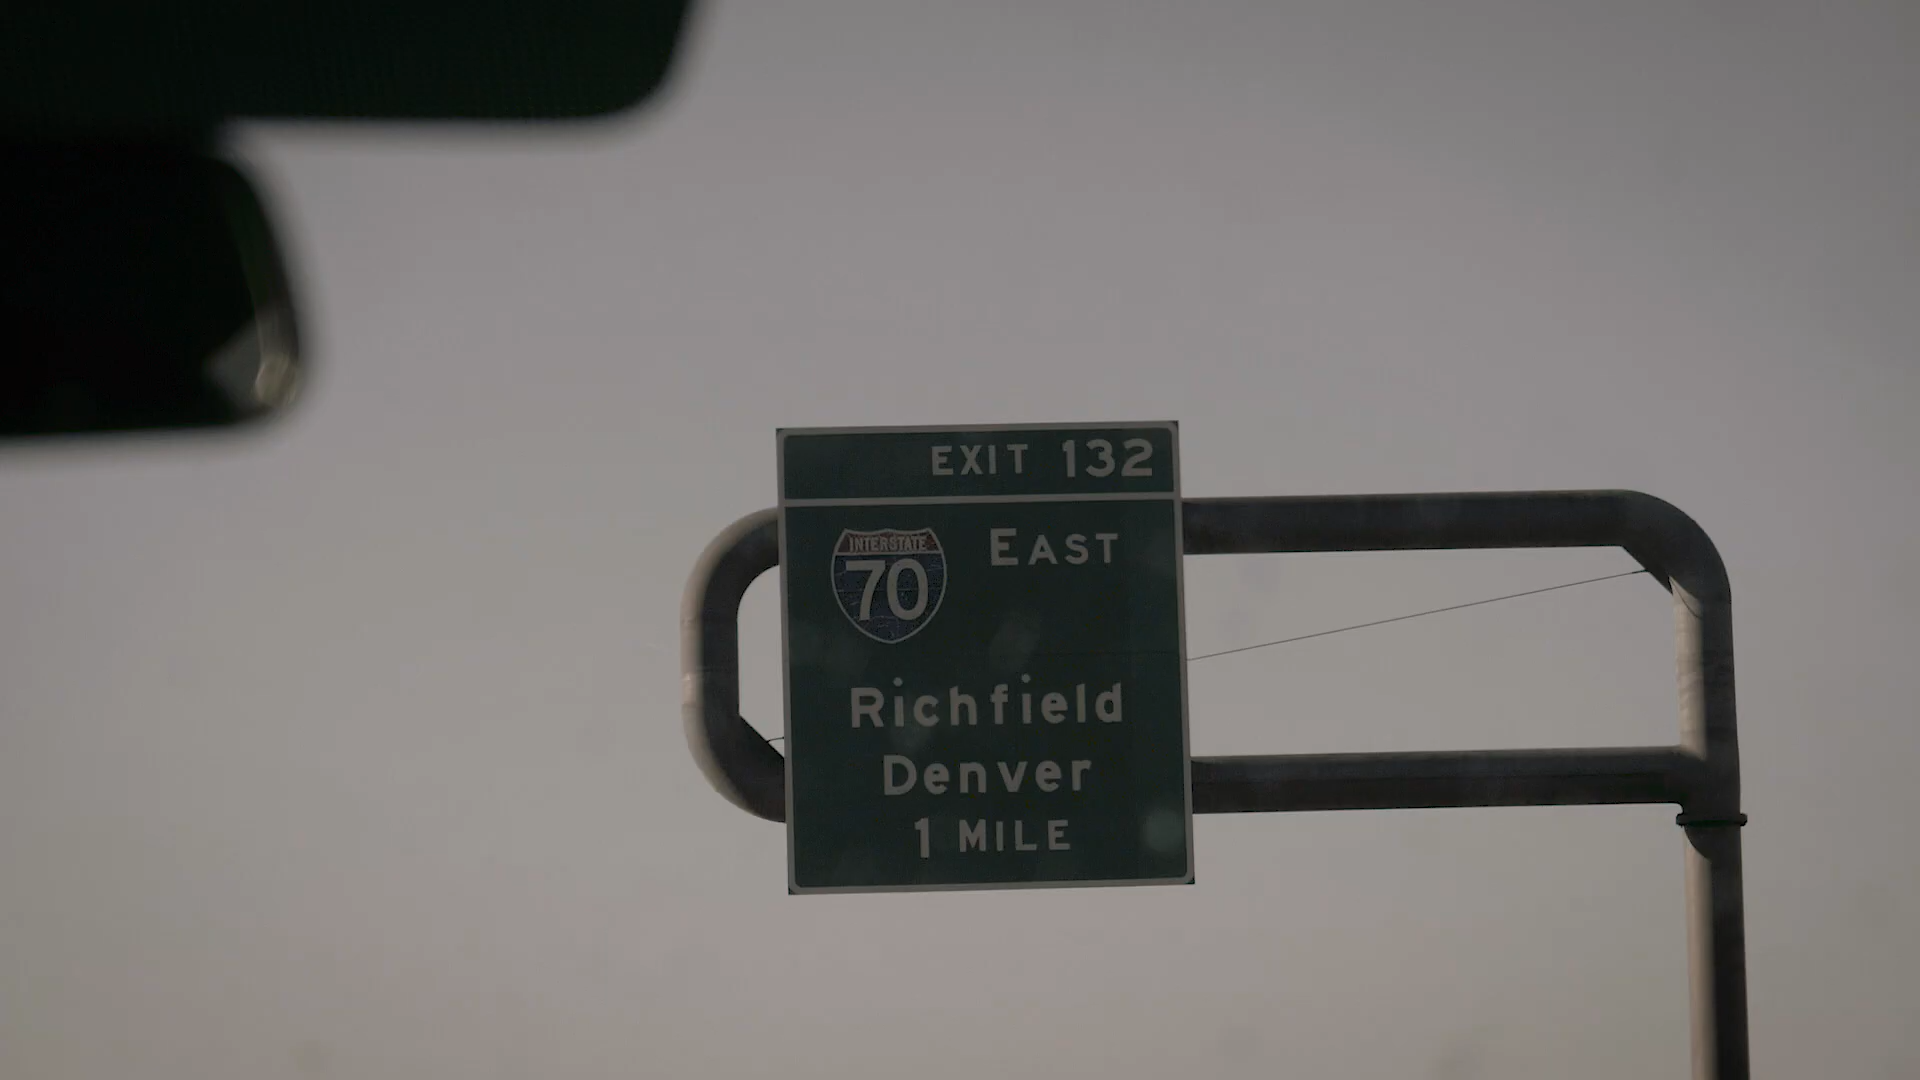 EXIT 132
INTERSTATE
70 EAST
Richfield
Denver
1 MILE